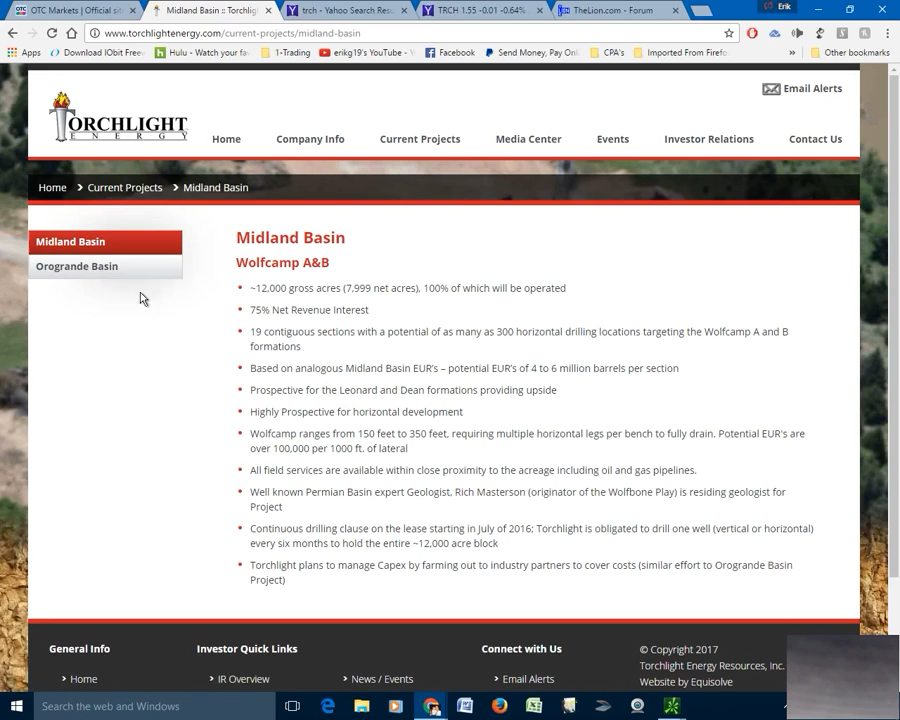 OTC Markets | Official sit
Midland Basin :: Torchligh
trch - Yahoo Search Resu
TRCH 1.55 -0.01 -0.64%
TheLion.com - Forum
Erik
www.torchlightenergy.com/current-projects/midland-basin
Apps
Download IObit Free
Hulu - Watch your fav
1-Trading
erikg19's YouTube -
Facebook
Send Money, Pay Onl
CPA's
Imported From Firefo
»
Other bookmarks
Email Alerts
TORCHLIGHT
ENERGY
Home
Company Info
Current Projects
Media Center
Events
Investor Relations
Contact Us
Home > Current Projects > Midland Basin
Midland Basin
Orogrande Basin
Midland Basin
Wolfcamp A&B
~12,000 gross acres (7,999 net acres), 100% of which will be operated
75% Net Revenue Interest
19 contiguous sections with a potential of as many as 300 horizontal drilling locations targeting the Wolfcamp A and B
formations
Based on analogous Midland Basin EUR's – potential EUR's of 4 to 6 million barrels per section
Prospective for the Leonard and Dean formations providing upside
Highly Prospective for horizontal development
Wolfcamp ranges from 150 feet to 350 feet, requiring multiple horizontal legs per bench to fully drain. Potential EUR's are
over 100,000 per 1000 ft. of lateral
All field services are available within close proximity to the acreage including oil and gas pipelines.
Well known Permian Basin expert Geologist, Rich Masterson (originator of the Wolfbone Play) is residing geologist for
Project
Continuous drilling clause on the lease starting in July of 2016; Torchlight is obligated to drill one well (vertical or horizontal)
every six months to hold the entire ~12,000 acre block
Torchlight plans to manage Capex by farming out to industry partners to cover costs (similar effort to Orogrande Basin
Project)
General Info
Investor Quick Links
Connect with Us
© Copyright 2017
Torchlight Energy Resources, Inc.
Website by Equisolve
> Home
> IR Overview
> News / Events
> Email Alerts
Search the web and Windows